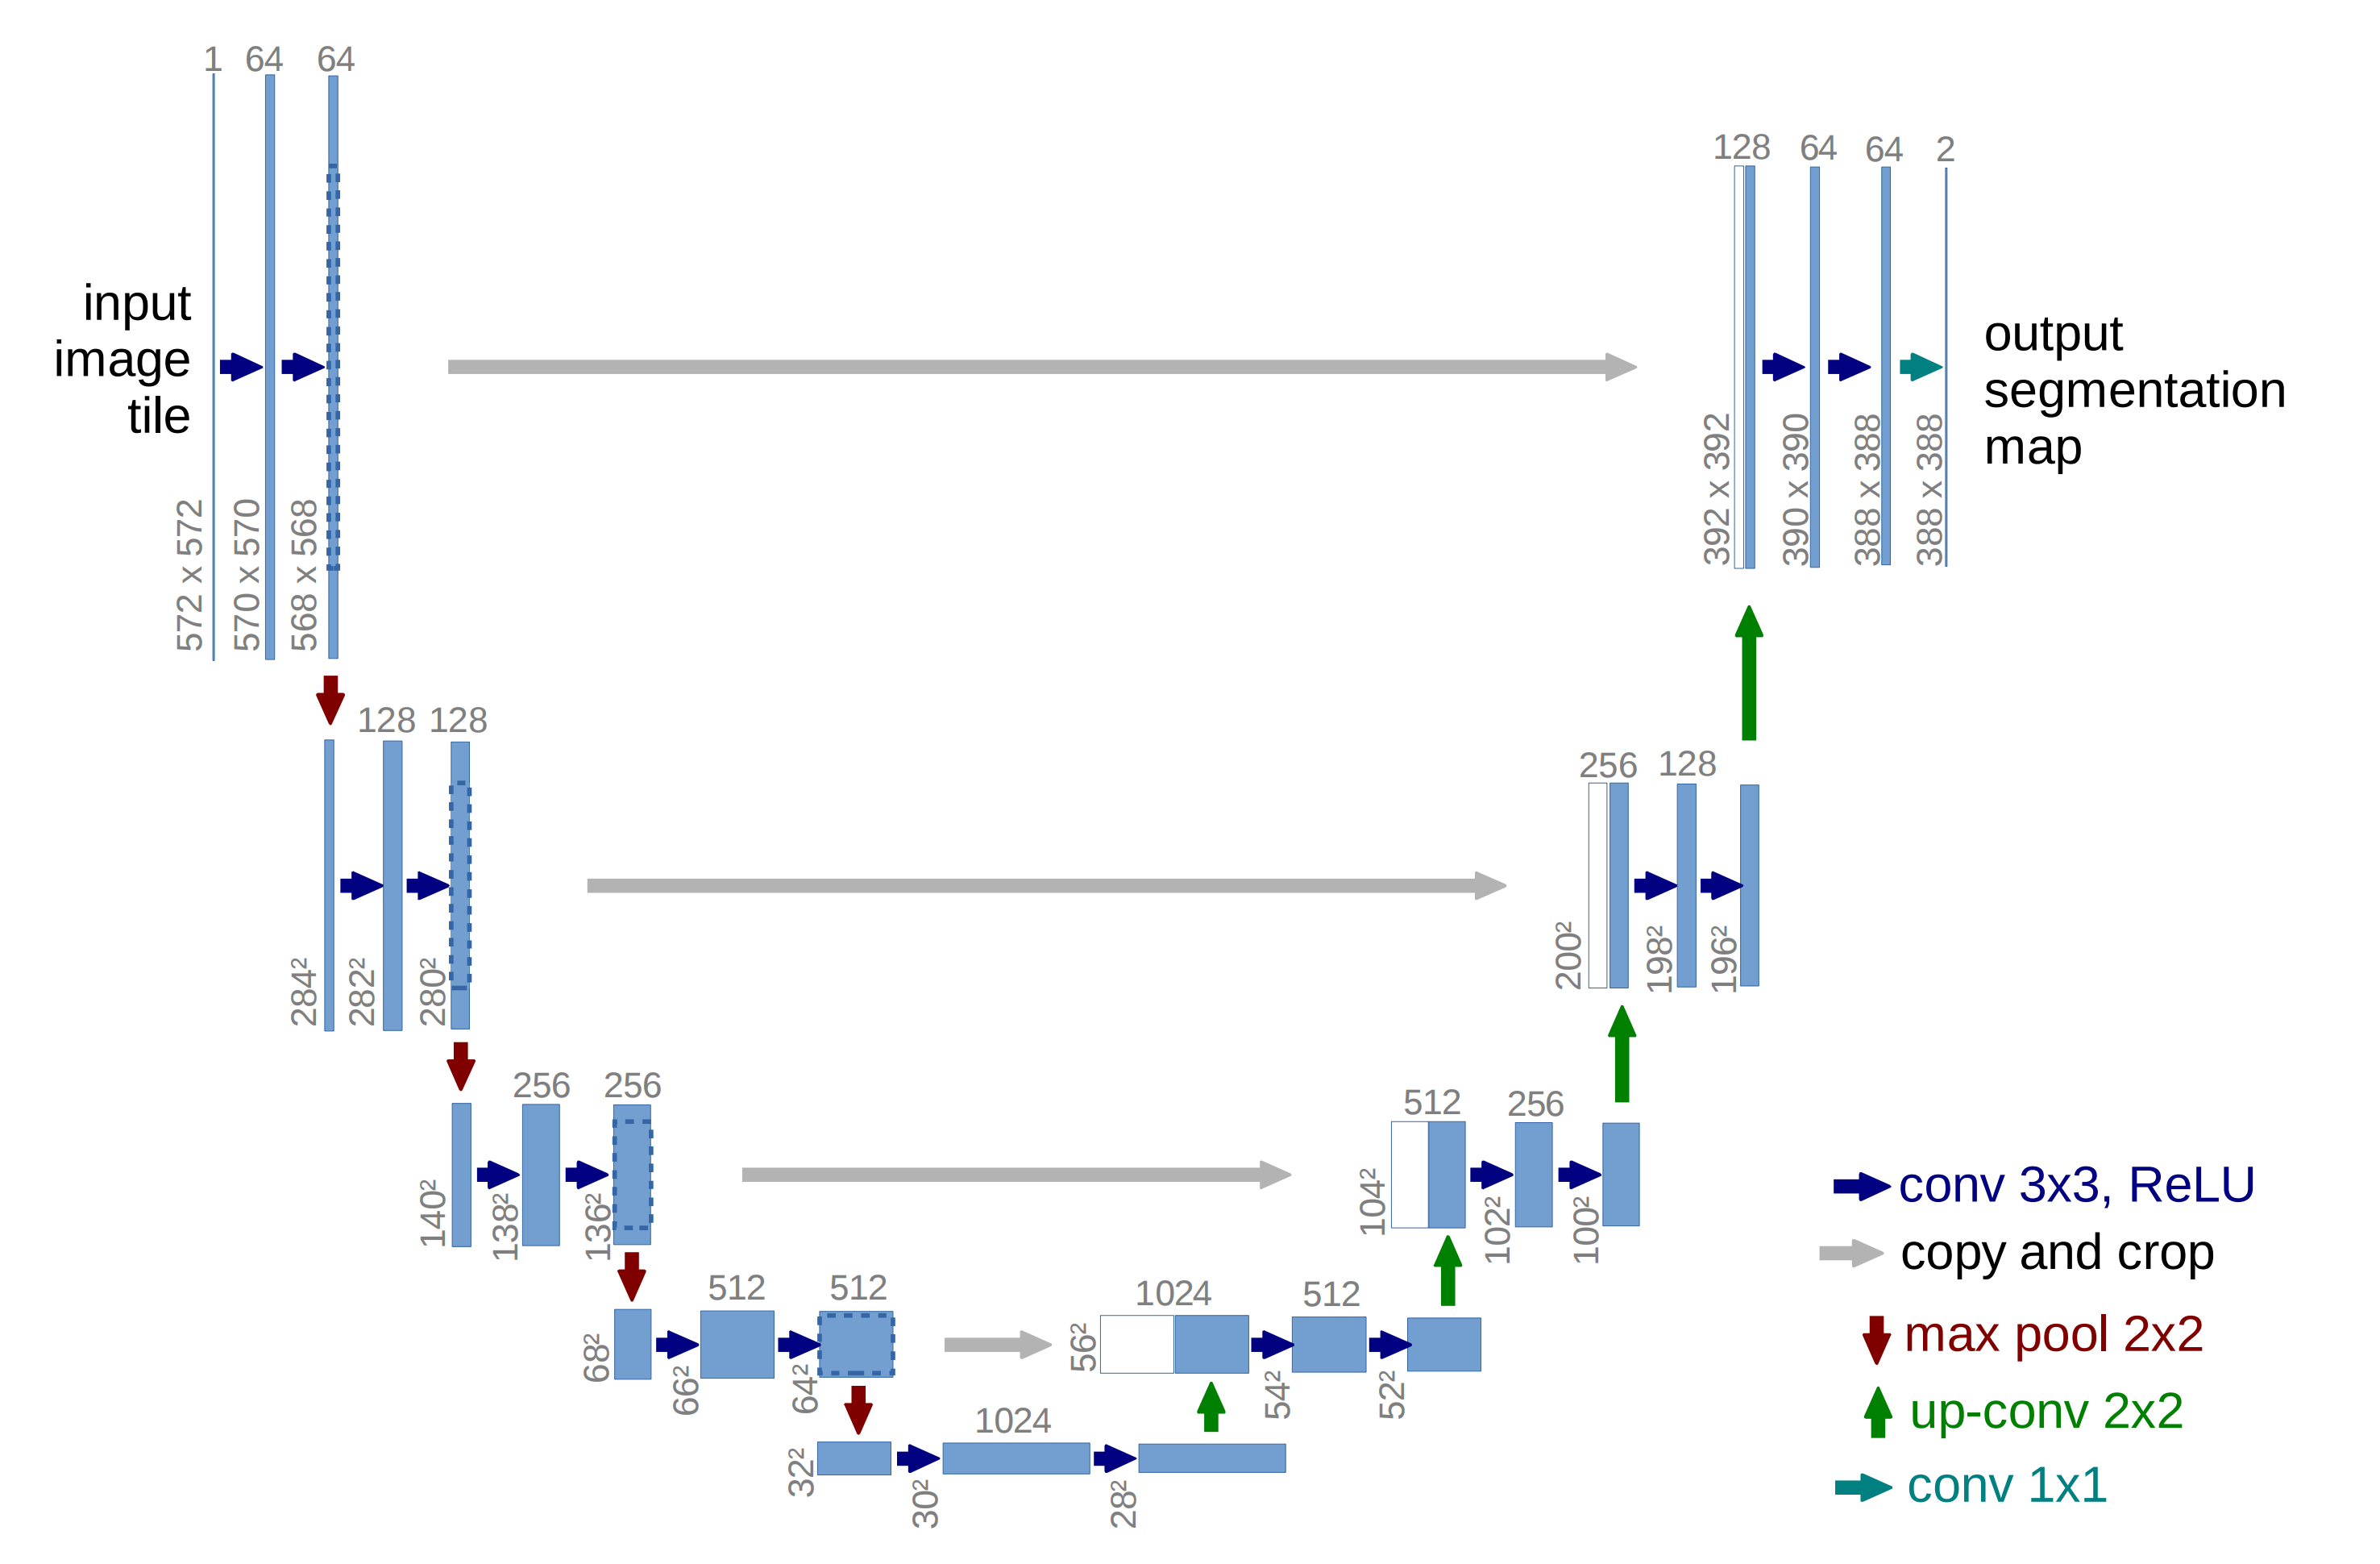 1 64 64
input
image
tile
572 x 572
570 x 570
568 x 568
128 64 64 2
392 x 392
390 x 390
388 x 388
388 x 388
output
segmentation
map
128 128
284²
282²
280²
256 128
200²
198²
196²
256 256
140²
138²
136²
512 256
104²
102²
100²
512 512
68²
66²
64²
1024 512
56²
54²
52²
1024
32²
30²
28²
conv 3x3, ReLU
copy and crop
max pool 2x2
up-conv 2x2
conv 1x1